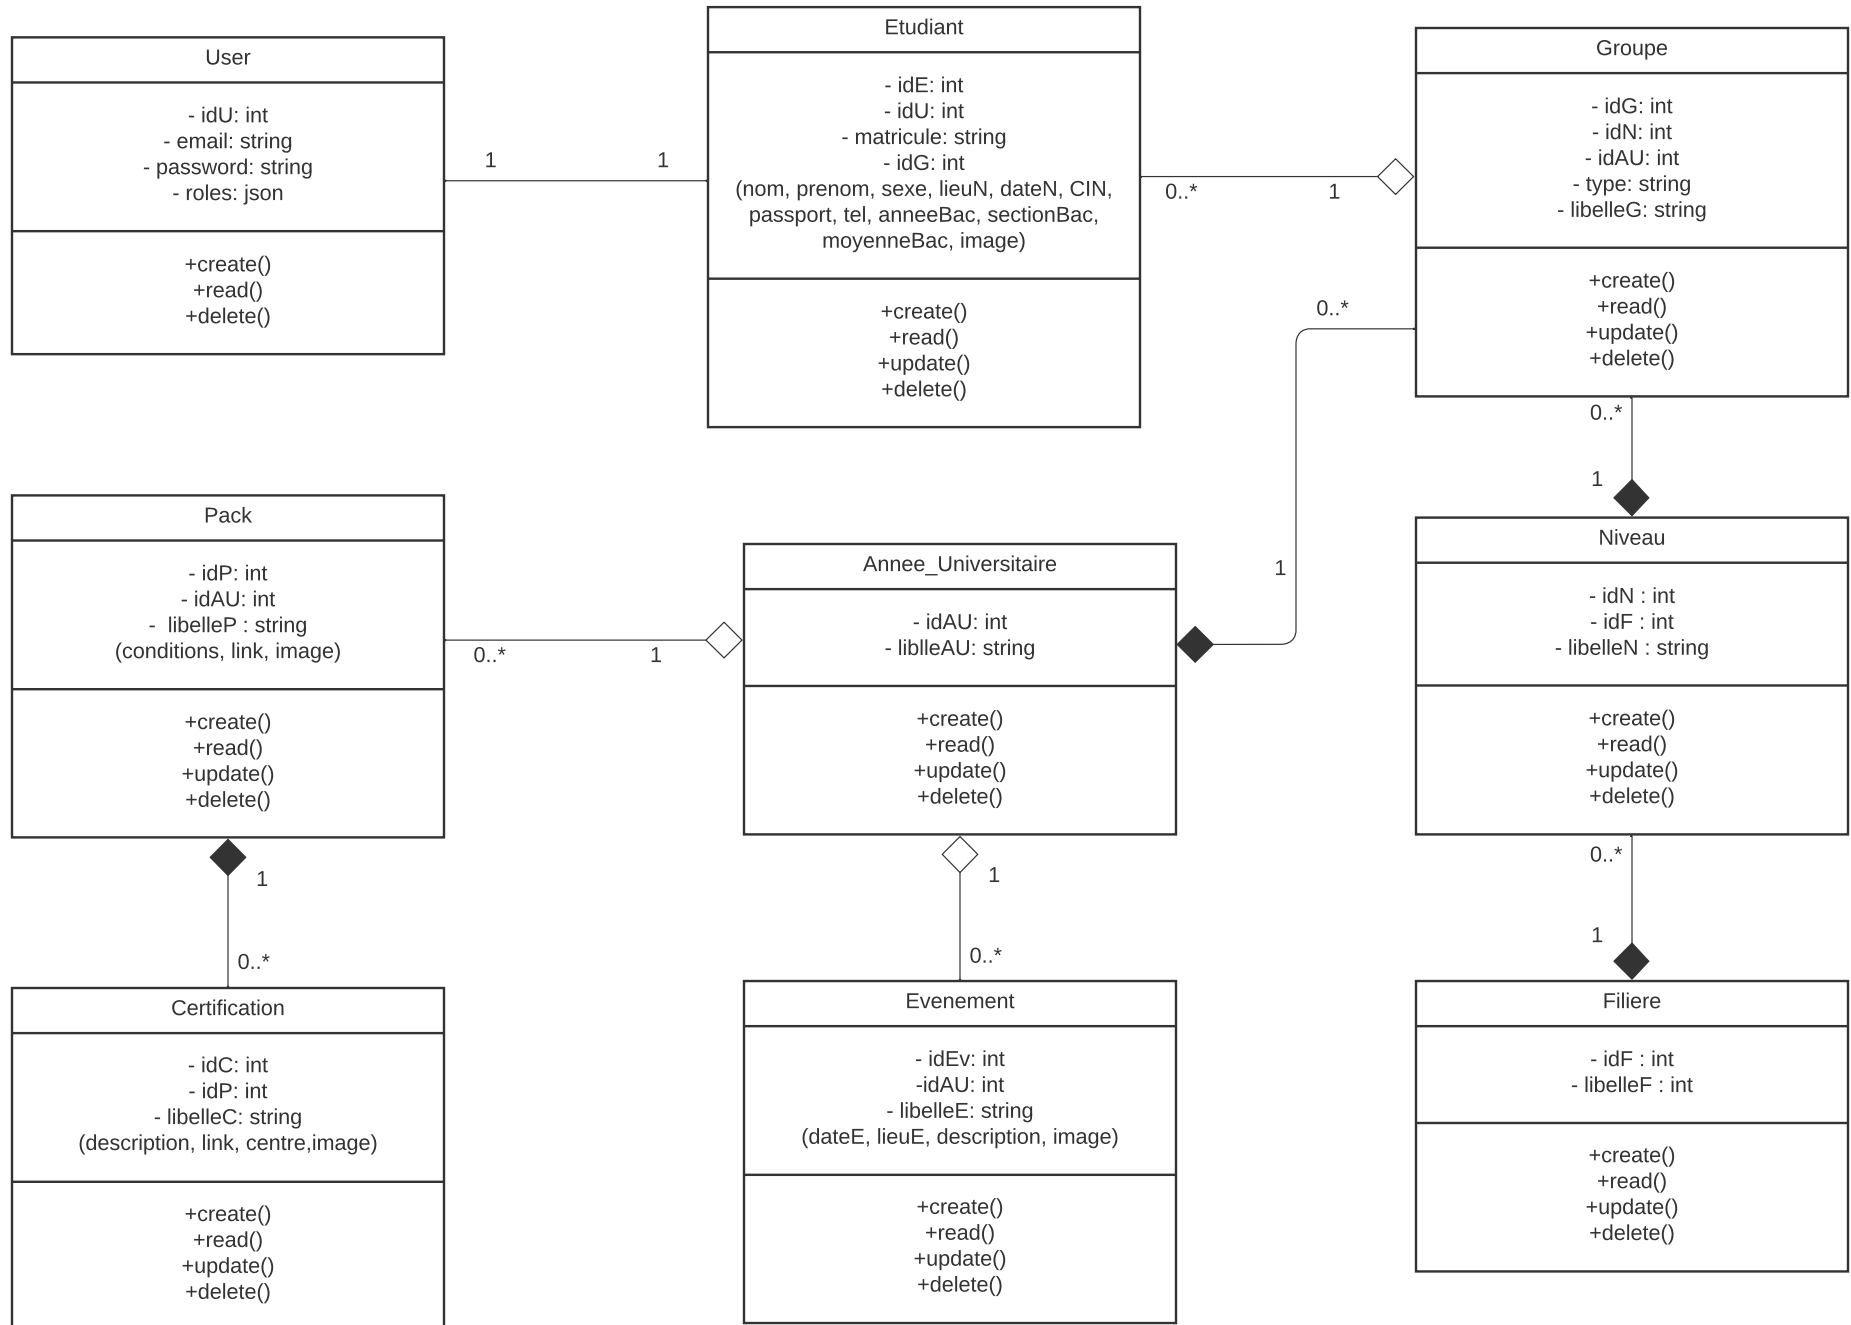 User
- idU: int
- email: string
- password: string
- roles: json
+create()
+read()
+delete()
1
1
Etudiant
- idE: int
- idU: int
- matricule: string
- idG: int
(nom, prenom, sexe, lieuN, dateN, CIN,
passport, tel, anneeBac, sectionBac,
moyenneBac, image)
+create()
+read()
+update()
+delete()
0..*
1
Groupe
- idG: int
- idN: int
- idAU: int
- type: string
- libelleG: string
+create()
+read()
+update()
+delete()
0..*
1
0..*
1
Pack
- idP: int
- idAU: int
-  libelleP : string
(conditions, link, image)
+create()
+read()
+update()
+delete()
0..*
1
Annee_Universitaire
- idAU: int
- liblleAU: string
+create()
+read()
+update()
+delete()
Niveau
- idN : int
- idF : int
- libelleN : string
+create()
+read()
+update()
+delete()
1
0..*
1
0..*
0..*
1
Certification
- idC: int
- idP: int
- libelleC: string
(description, link, centre,image)
+create()
+read()
+update()
+delete()
Evenement
- idEv: int
-idAU: int
- libelleE: string
(dateE, lieuE, description, image)
+create()
+read()
+update()
+delete()
Filiere
- idF : int
- libelleF : int
+create()
+read()
+update()
+delete()